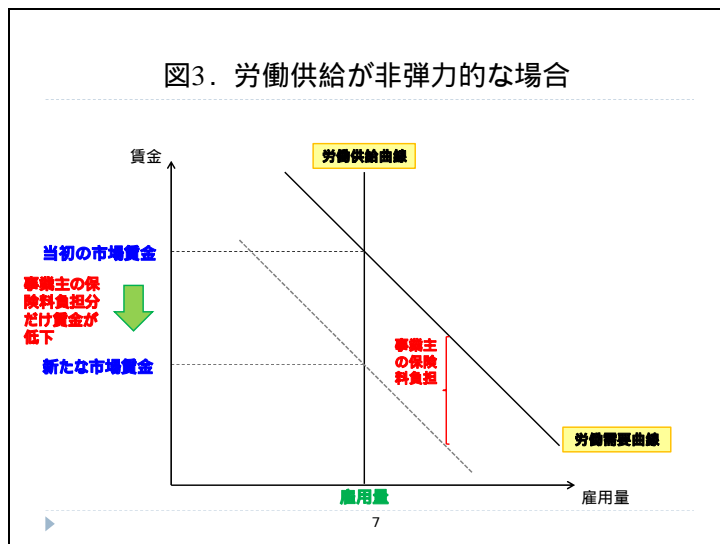 図3．労働供給が非弾力的な場合
賃金
労働供給曲線
当初の市場賃金
事業主の保
険料負担分
だけ賃金が
低下
事業主
の保険
料負担
新たな市場賃金
労働需要曲線
雇用量
雇用量
7